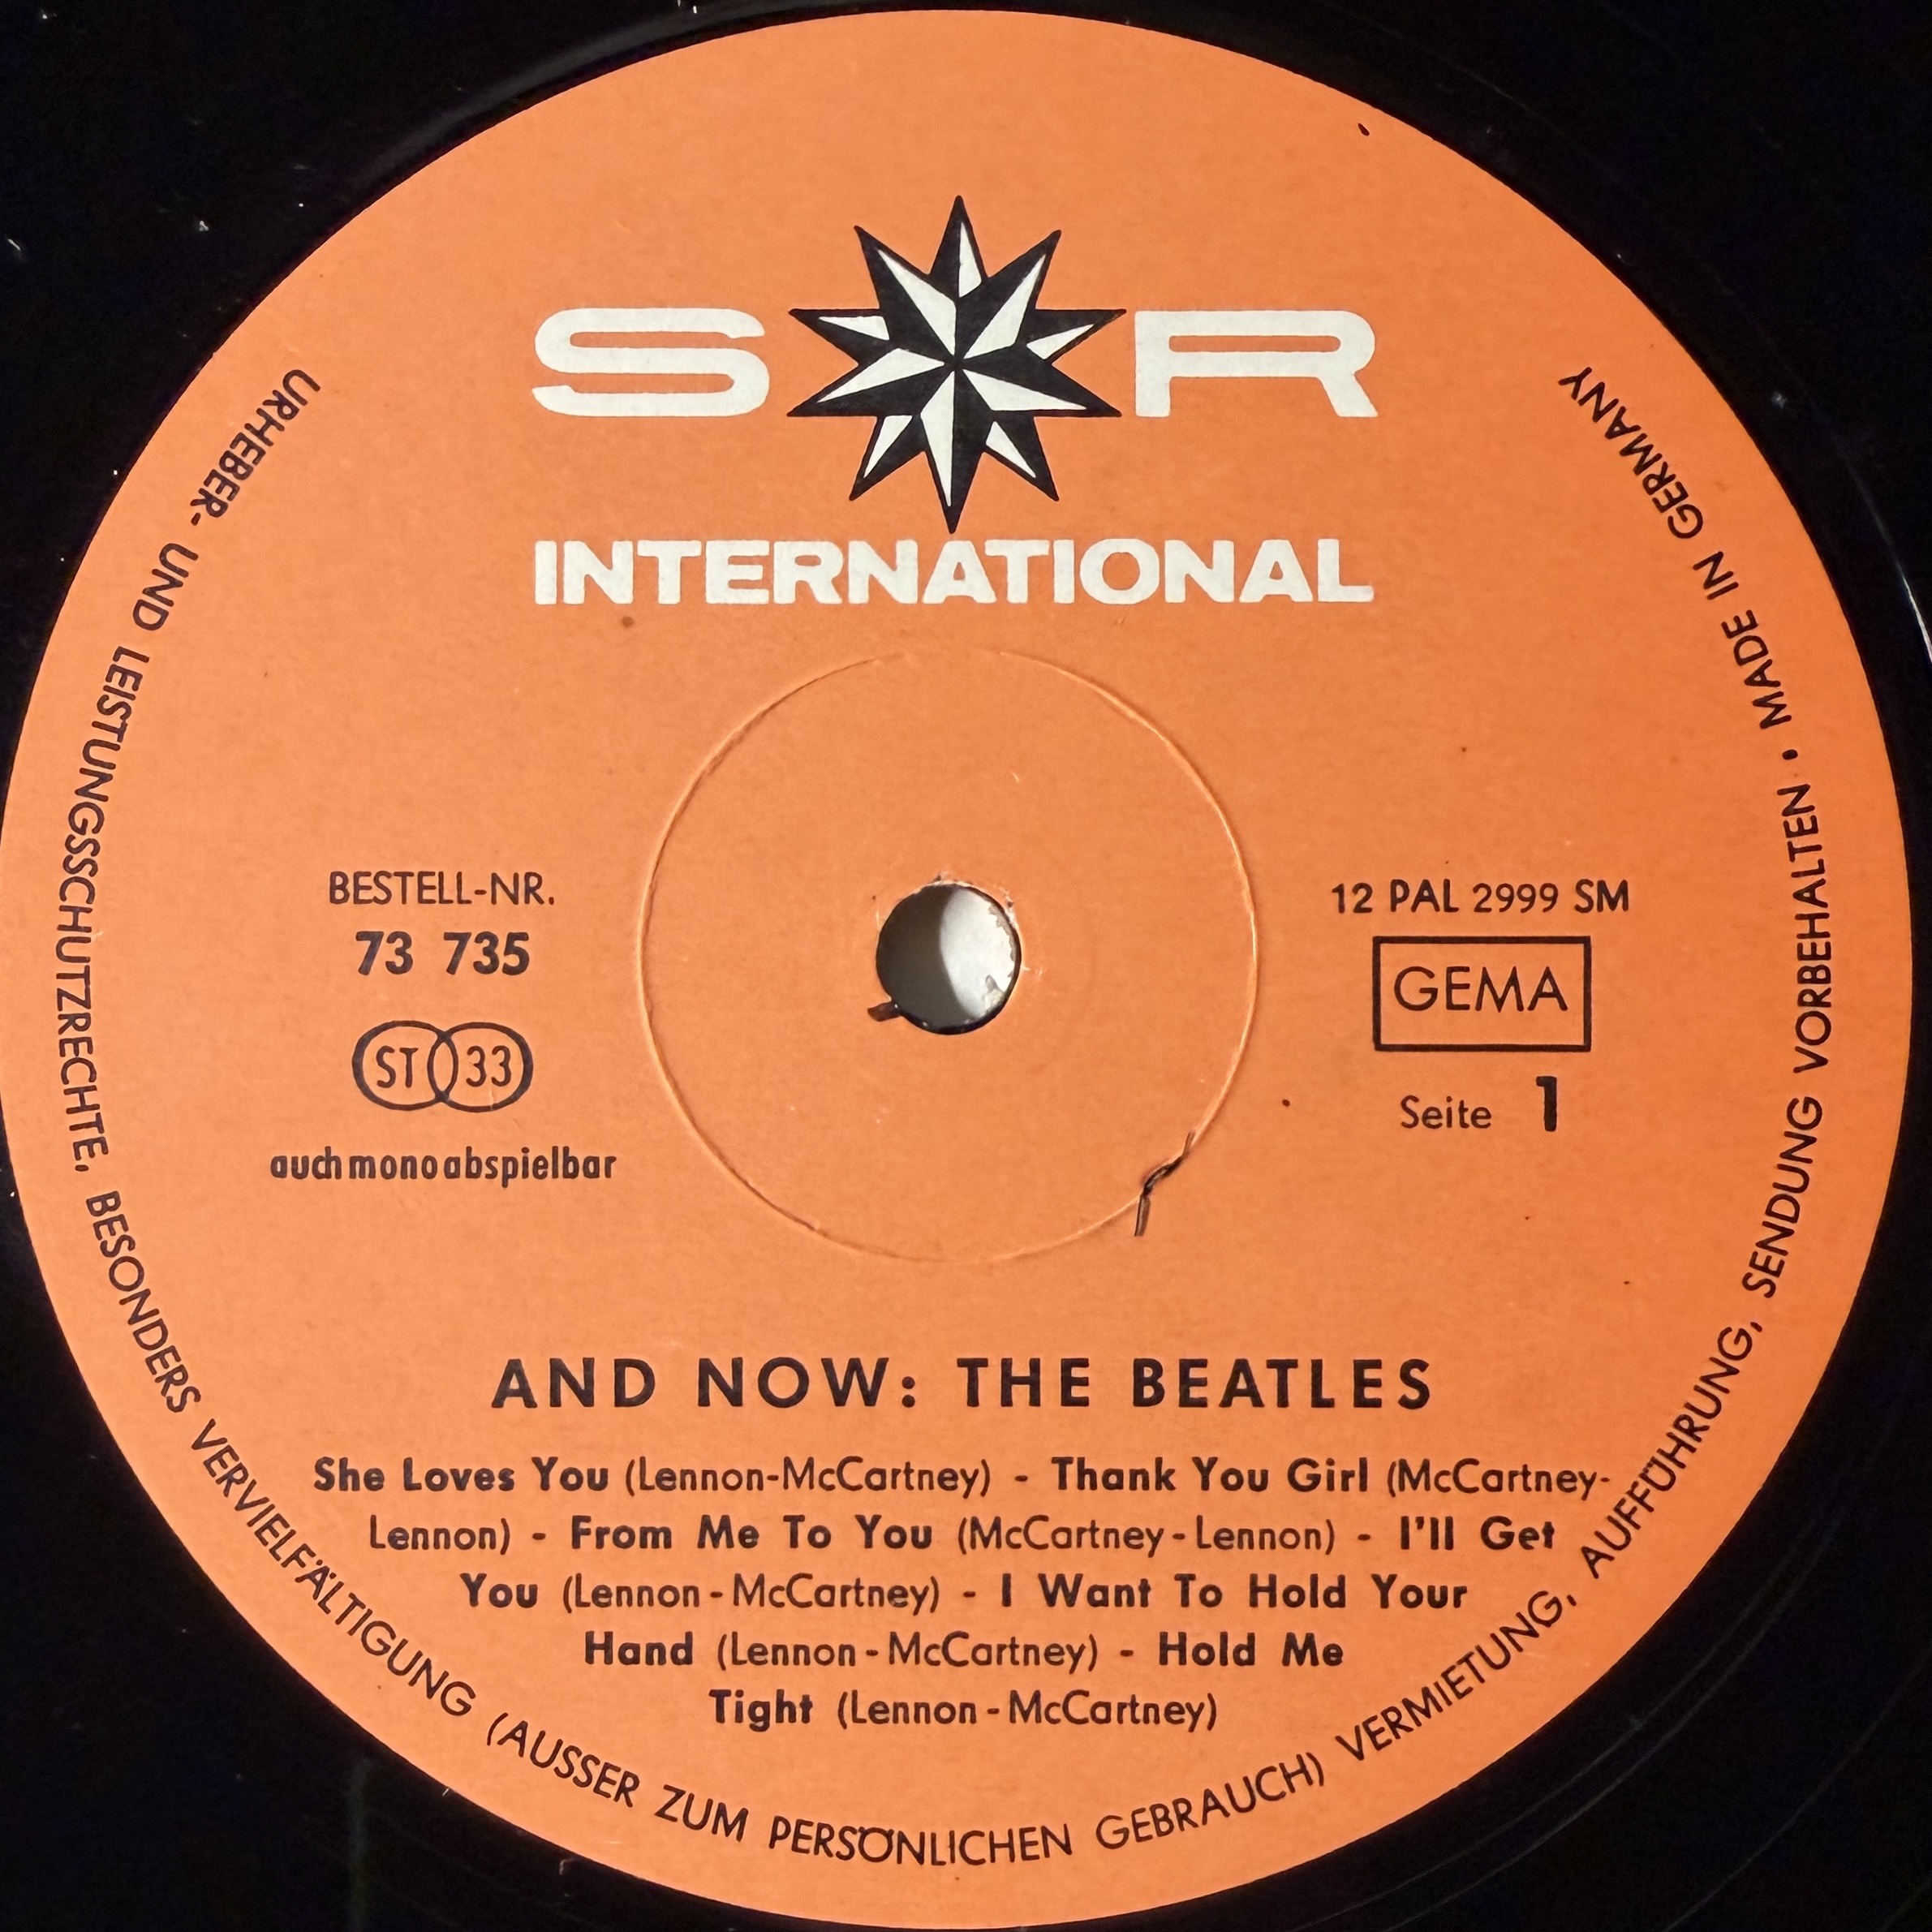 S R
INTERNATIONAL
BESTELL-NR.
73 735
ST 33
auch mono abspielbar
12 PAL 2999 SM
GEMA
Seite 1
AND NOW: THE BEATLES
She Loves You (Lennon-McCartney) - Thank You Girl (McCartney-
Lennon) - From Me To You (McCartney - Lennon) - I'll Get
You (Lennon - McCartney) - I Want To Hold Your
Hand (Lennon - McCartney) - Hold Me
Tight (Lennon - McCartney)
URHEBER- UND LEISTUNGSSCHUTZRECHTE, BESONDERS VERVIELFÄLTIGUNG (AUSSER ZUM PERSÖNLICHEN GEBRAUCH) VERMIETUNG, AUFFÜHRUNG, SENDUNG VORBEHALTEN • MADE IN GERMANY